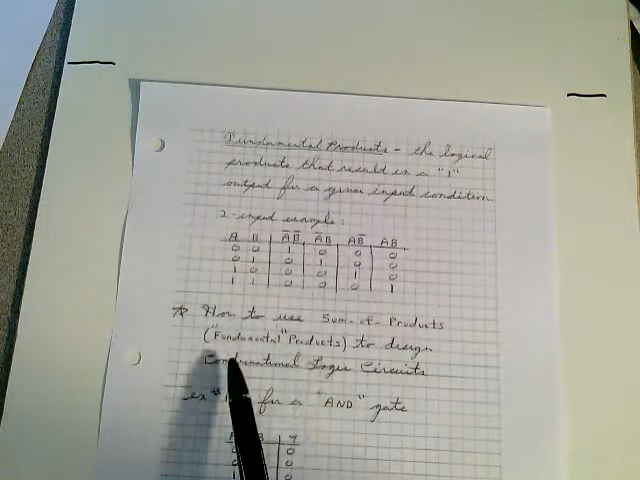 Fundamental Products - the logical
products that result in a "1"
output for a given input condition.
2-input example:
A B A̅B̅ A̅B AB̅ AB
0 0 1 0 0 0
0 1 0 1 0 0
1 0 0 0 1 0
1 1 0 0 0 1
☆ How to use Sum-of-Products
("Fundamental" Products) to design
Combinational Logic Circuits
ex# for a "AND" gate
B Y
0 0
0
1 0